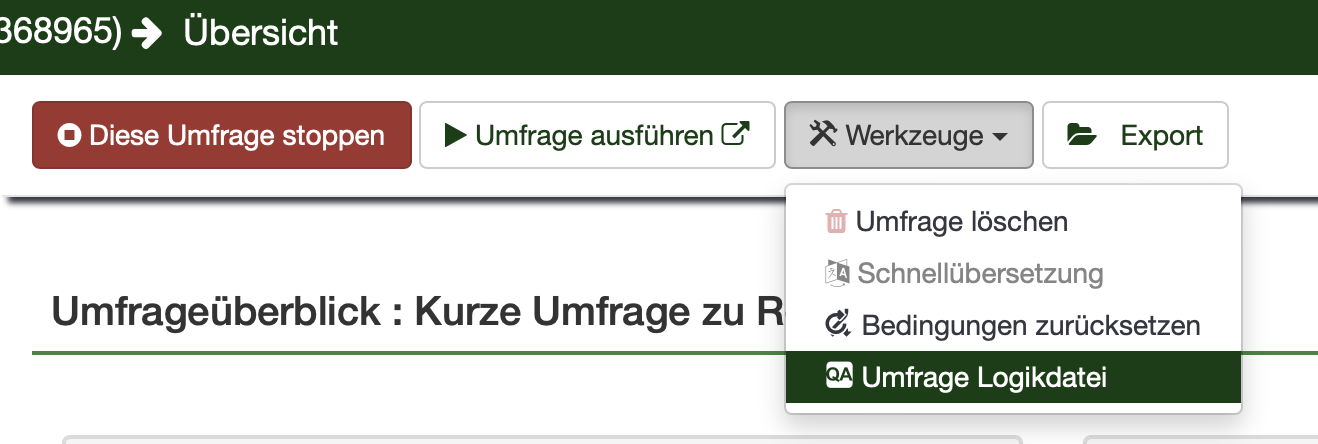 368965) Übersicht
Diese Umfrage stoppen Umfrage ausführen Werkzeuge Export
Umfrage löschen
Schnellübersetzung
Bedingungen zurücksetzen
QA Umfrage Logikdatei
Umfrageüberblick : Kurze Umfrage zu